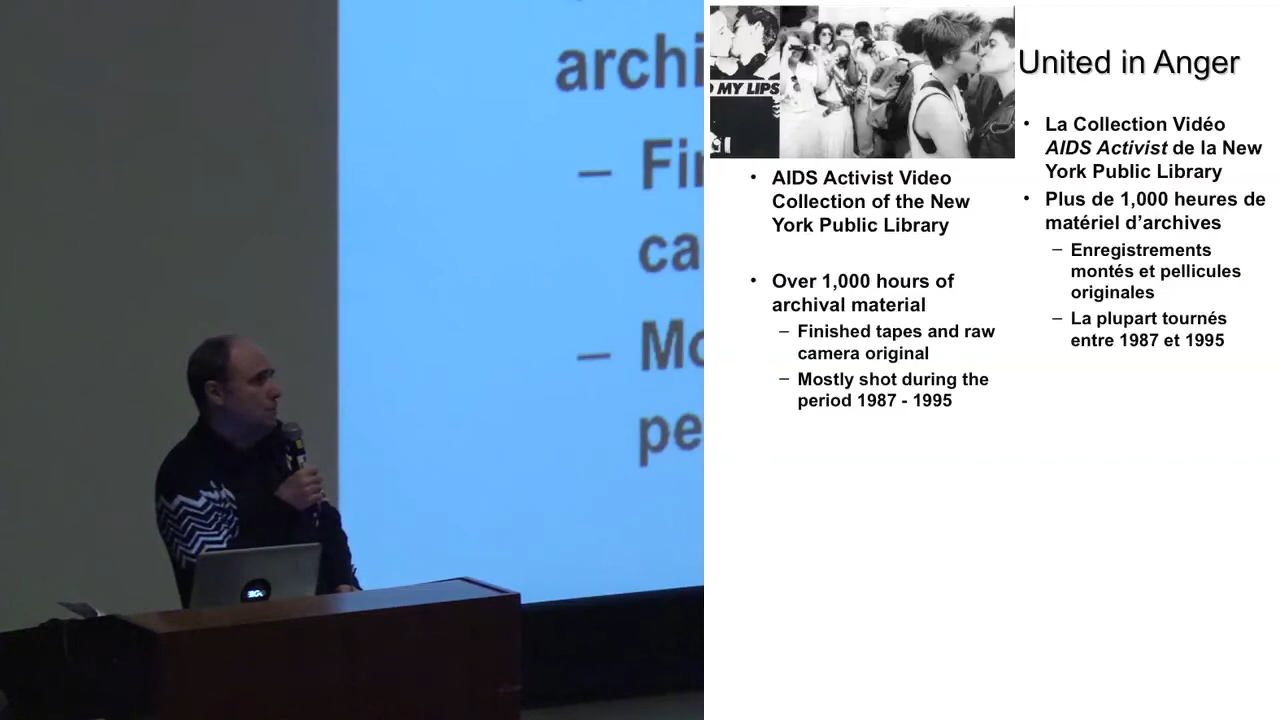 archi
– Fir
ca
– Mo
pe
MY LIPS
United in Anger
• AIDS Activist Video
Collection of the New
York Public Library
• Over 1,000 hours of
archival material
– Finished tapes and raw
camera original
– Mostly shot during the
period 1987 - 1995
• La Collection Vidéo
AIDS Activist de la New
York Public Library
• Plus de 1,000 heures de
matériel d’archives
– Enregistrements
montés et pellicules
originales
– La plupart tournés
entre 1987 et 1995